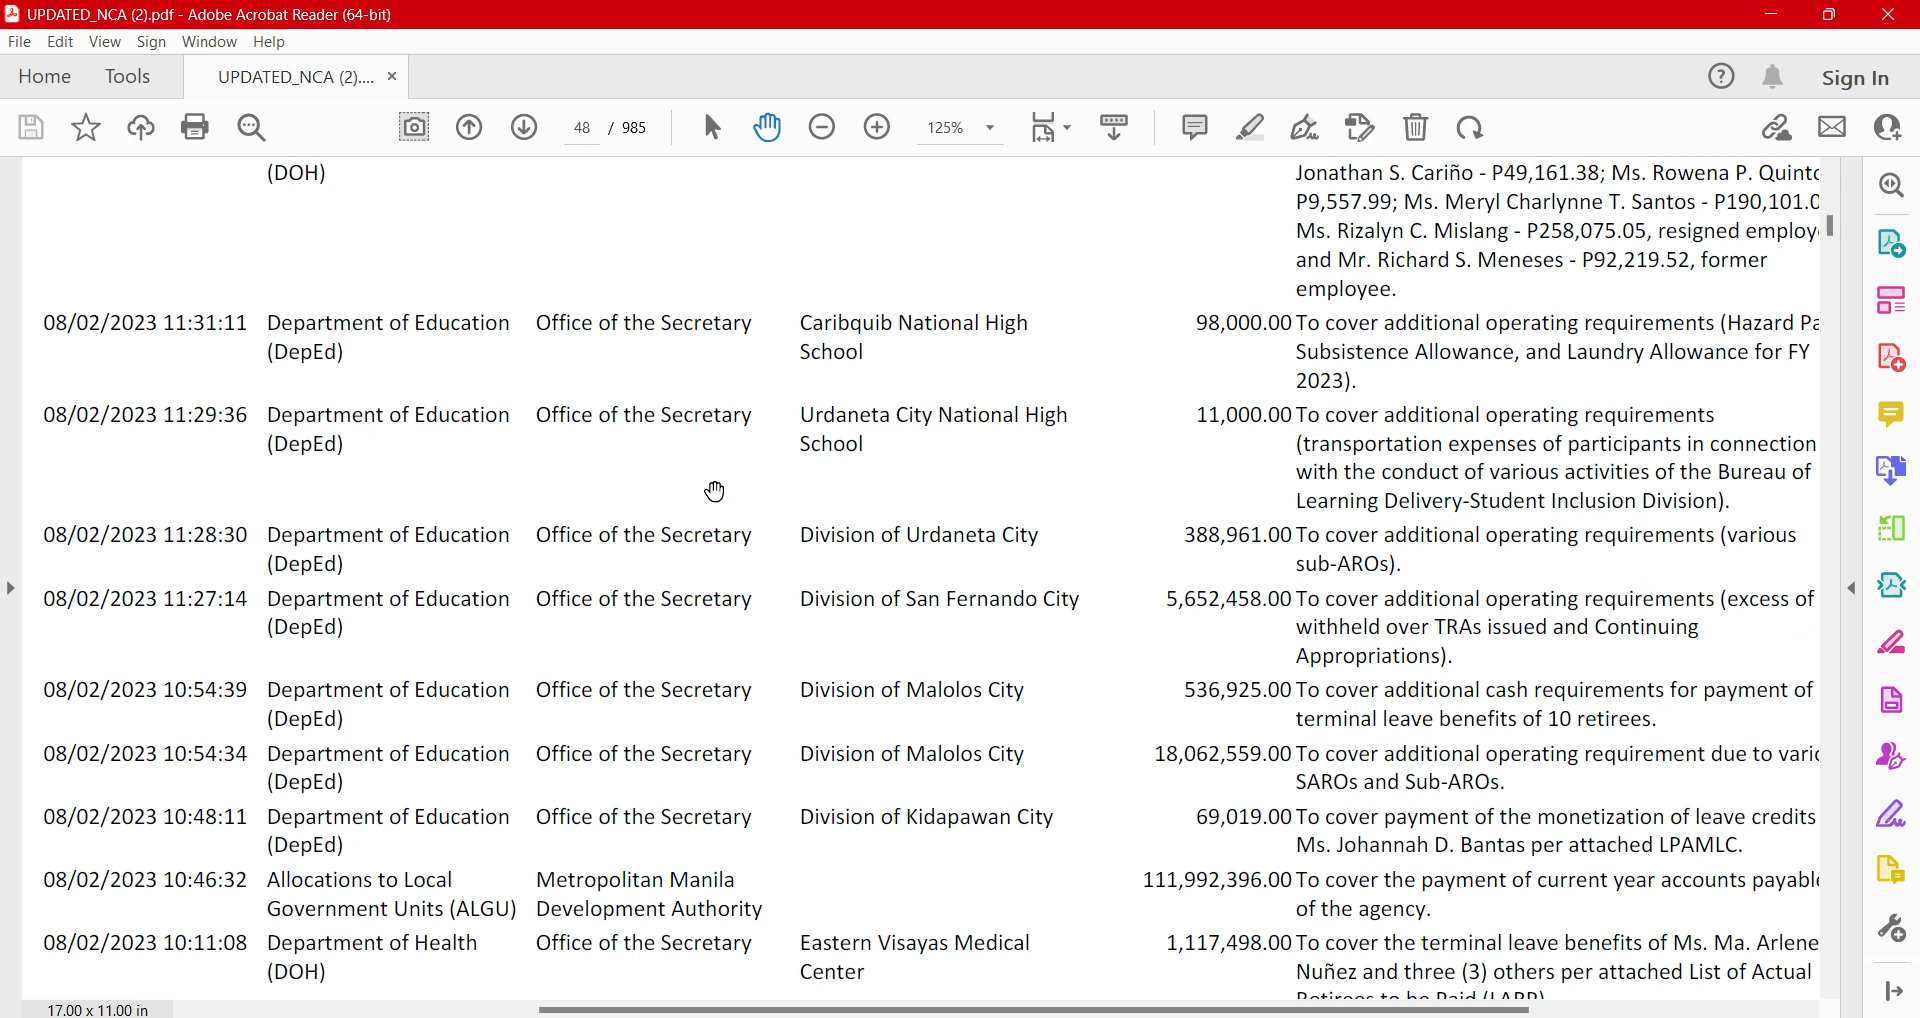 UPDATED_NCA (2).pdf - Adobe Acrobat Reader (64-bit)
File Edit View Sign Window Help
Home Tools UPDATED_NCA (2).... × Sign In
48 / 985 125%
(DOH) Jonathan S. Cariño - P49,161.38; Ms. Rowena P.
P9,557.99; Ms. Meryl Charlynne T. Santos - P190,101.0
Ms. Rizalyn C. Mislang - P258,075.05, resigned employ
and Mr. Richard S. Meneses - P92,219.52, former
employee.
08/02/2023 11:31:11 Department of Education Office of the Secretary Caribquib National High 98,000.00 To cover additional operating requirements (Hazard Pa
(DepEd) School Subsistence Allowance, and Laundry Allowance for FY
2023).
08/02/2023 11:29:36 Department of Education Office of the Secretary Urdaneta City National High 11,000.00 To cover additional operating requirements
(DepEd) School (transportation expenses of participants in connection
with the conduct of various activities of the Bureau of
Learning Delivery-Student Inclusion Division).
08/02/2023 11:28:30 Department of Education Office of the Secretary Division of Urdaneta City 388,961.00 To cover additional operating requirements (various
(DepEd) sub-AROs).
08/02/2023 11:27:14 Department of Education Office of the Secretary Division of San Fernando City 5,652,458.00 To cover additional operating requirements (excess of
(DepEd) withheld over TRAs issued and Continuing
Appropriations).
08/02/2023 10:54:39 Department of Education Office of the Secretary Division of Malolos City 536,925.00 To cover additional cash requirements for payment of
(DepEd) terminal leave benefits of 10 retirees.
08/02/2023 10:54:34 Department of Education Office of the Secretary Division of Malolos City 18,062,559.00 To cover additional operating requirement due to vari
(DepEd) SAROs and Sub-AROs.
08/02/2023 10:48:11 Department of Education Office of the Secretary Division of Kidapawan City 69,019.00 To cover payment of the monetization of leave credits
(DepEd) Ms. Johannah D. Bantas per attached LPAMLC.
08/02/2023 10:46:32 Allocations to Local Metropolitan Manila 111,992,396.00 To cover the payment of current year accounts payabl
Government Units (ALGU) Development Authority of the agency.
08/02/2023 10:11:08 Department of Health Office of the Secretary Eastern Visayas Medical 1,117,498.00 To cover the terminal leave benefits of Ms. Ma. Arlene
(DOH) Center Nuñez and three (3) others per attached List of Actual
Retirees to be Paid (LARP)
17.00 x 11.00 in